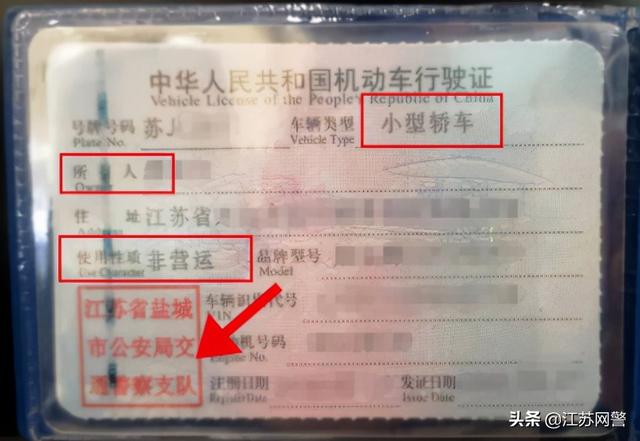 中华人民共和国机动车行驶证
Vehicle License of the People's Republic of China
号牌号码 苏J 车辆类型 小型轿车
Plate No. Vehicle Type
所 人
Owner
住 址 江苏省
Address
使用性质 非营运 品牌型号
Use Character Model
江苏省盐城 车辆识别代号
VIN
市公安局交 机号码
Engine No.
通警察支队 注册日期 发证日期
Register Date Issue Date
头条 @江苏网警